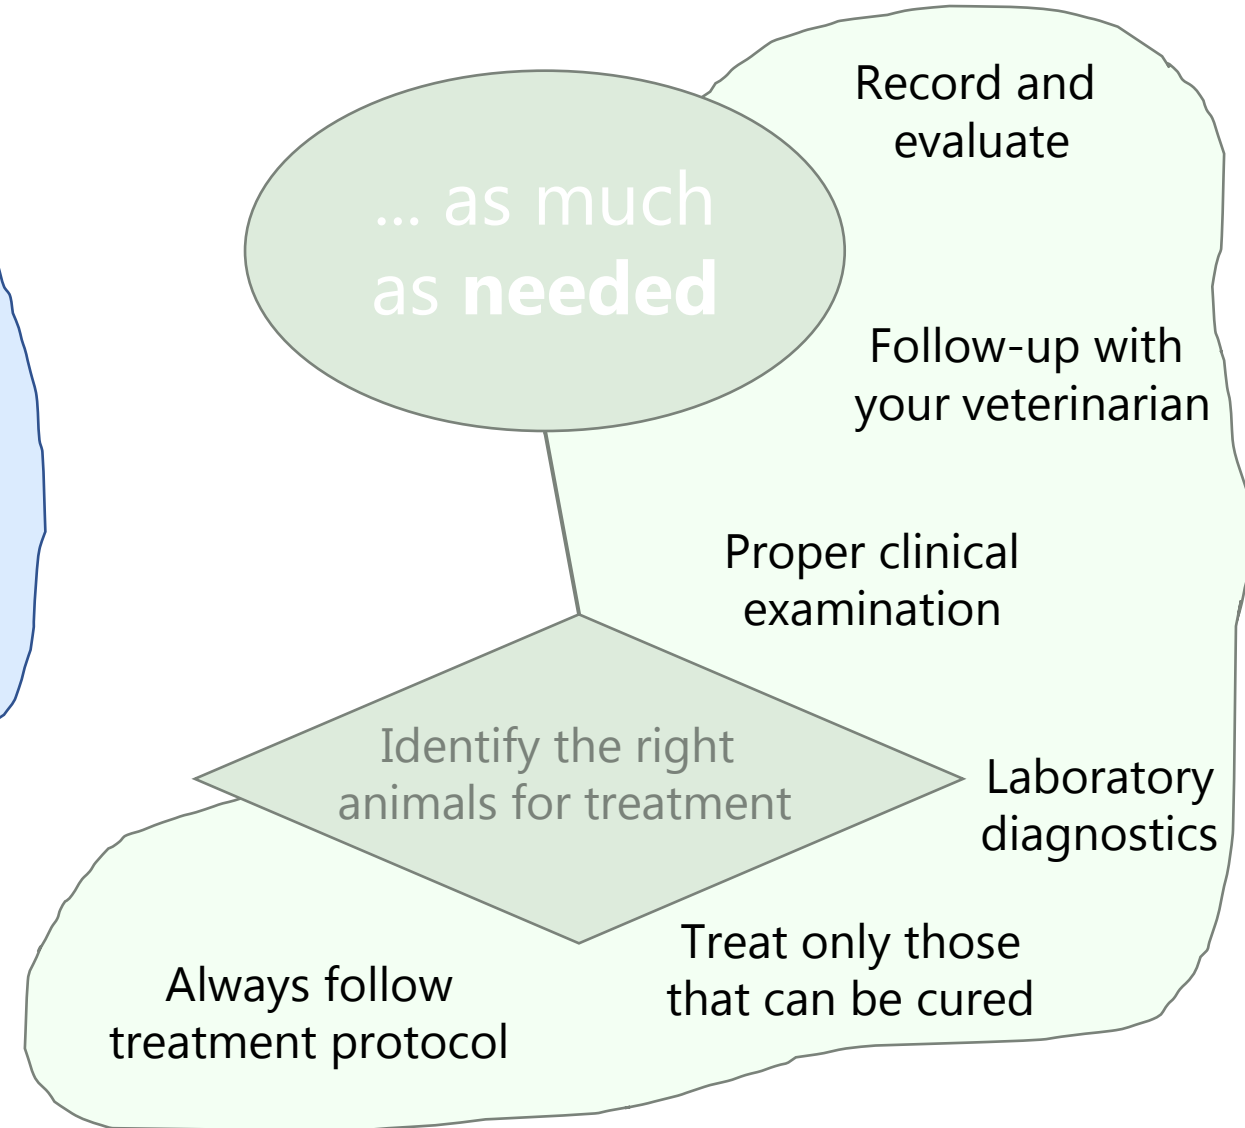 Record and
evaluate
... as much
as needed
Follow-up with
your veterinarian
Proper clinical
examination
Identify the right
animals for treatment
Laboratory
diagnostics
Treat only those
that can be cured
Always follow
treatment protocol